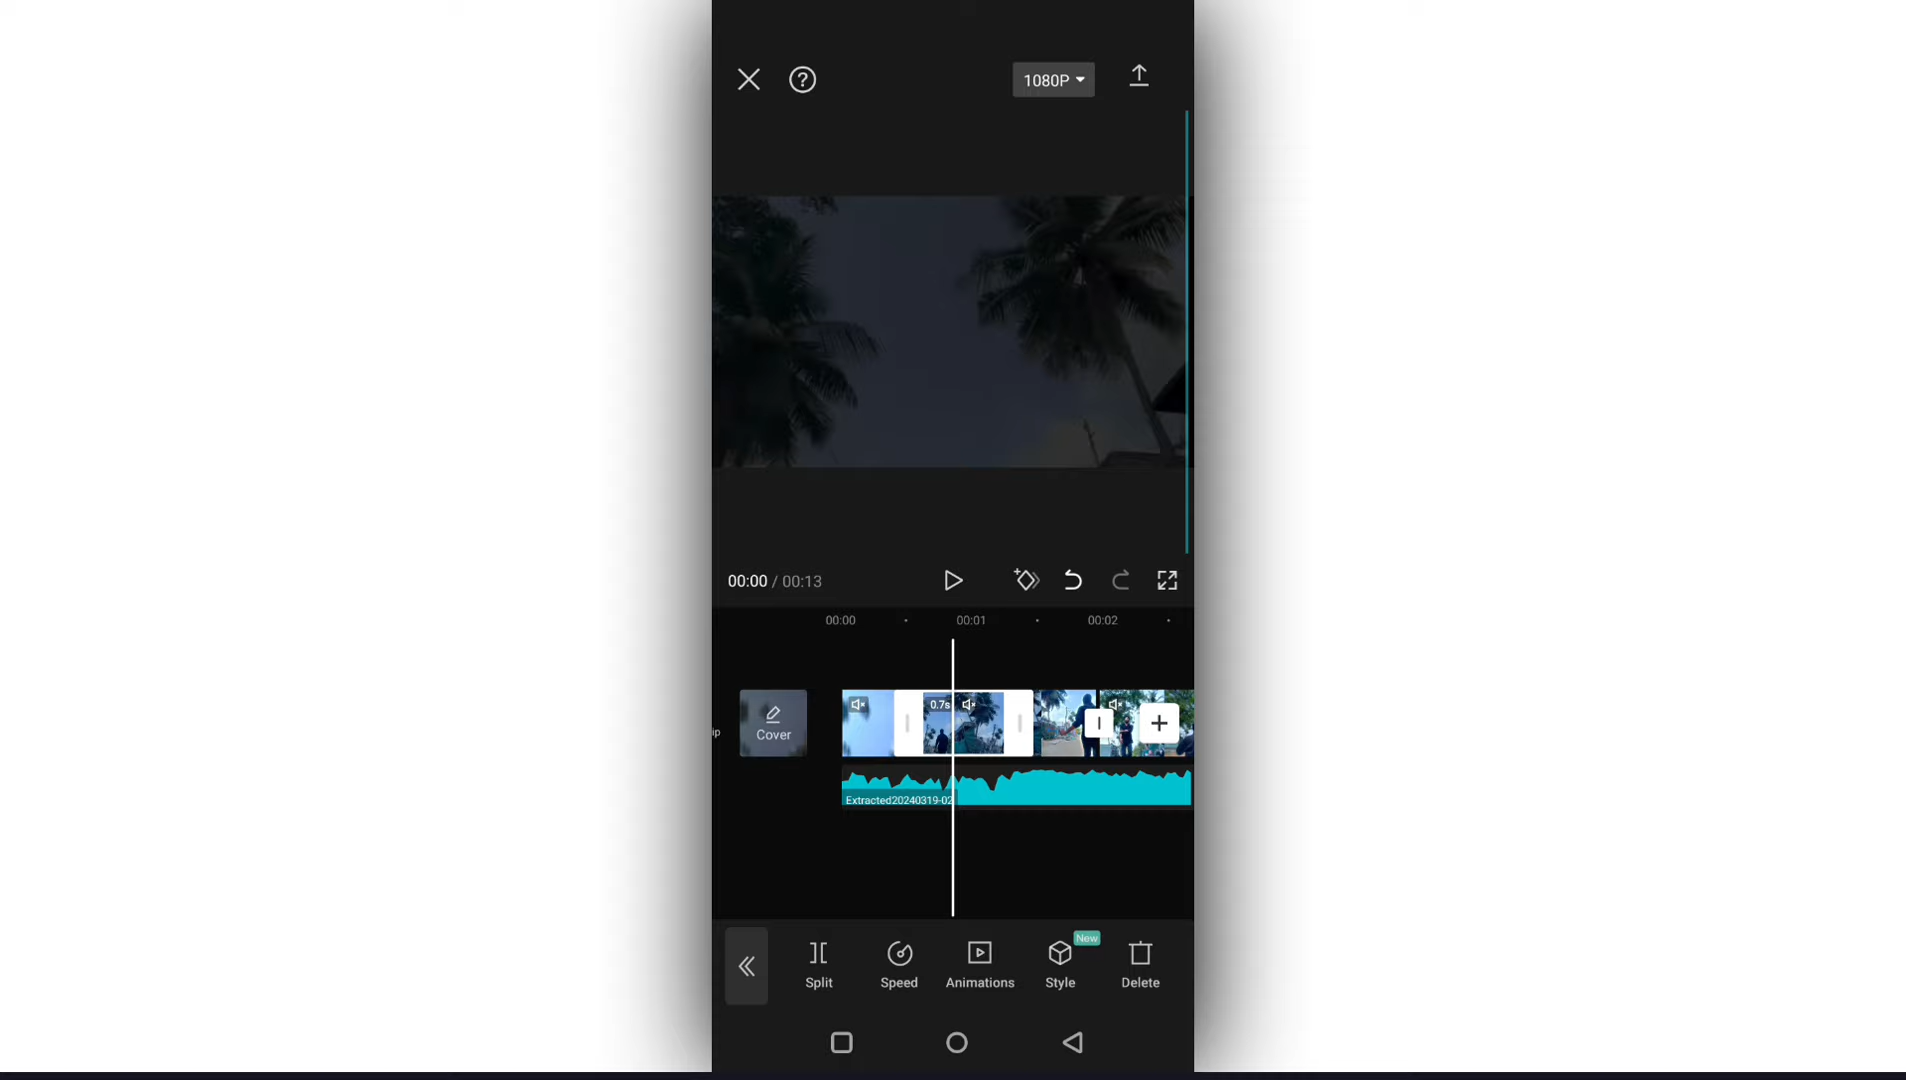 1080P
00:00 / 00:13
00:00 00:01 00:02
ip
Cover
0.7s
Extracted20240319-02
New
Split Speed Animations Style Delete